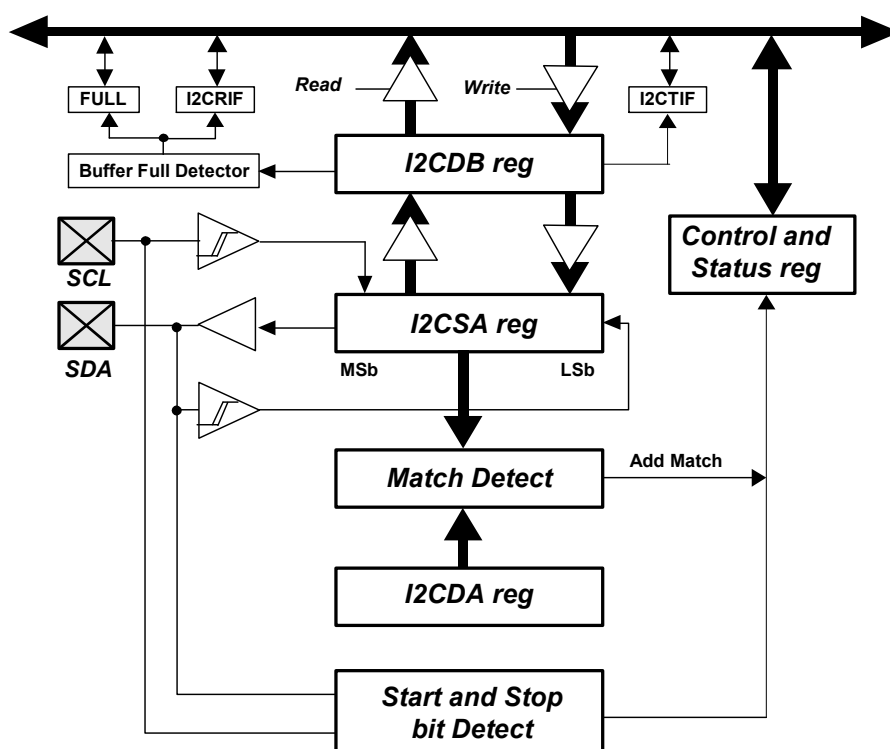 Read
Write
FULL
I2CRIF
I2CTIF
Buffer Full Detector
I2CDB reg
Control and
Status reg
SCL
I2CSA reg
SDA
MSb
LSb
Match Detect
Add Match
I2CDA reg
Start and Stop
bit Detect